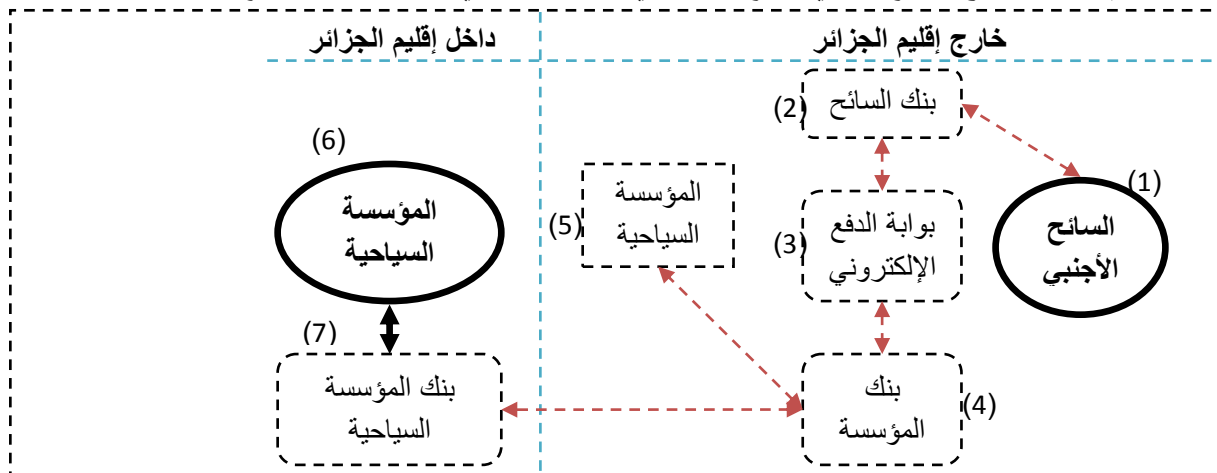 خارج إقليم الجزائر
داخل إقليم الجزائر
بنك السائح
(2)
(1)
السائح
الأجنبي
بوابة الدفع
الإلكتروني
(3)
المؤسسة
السياحية
(5)
(6)
المؤسسة
السياحية
(4)
بنك
المؤسسة
(7)
بنك المؤسسة
السياحية